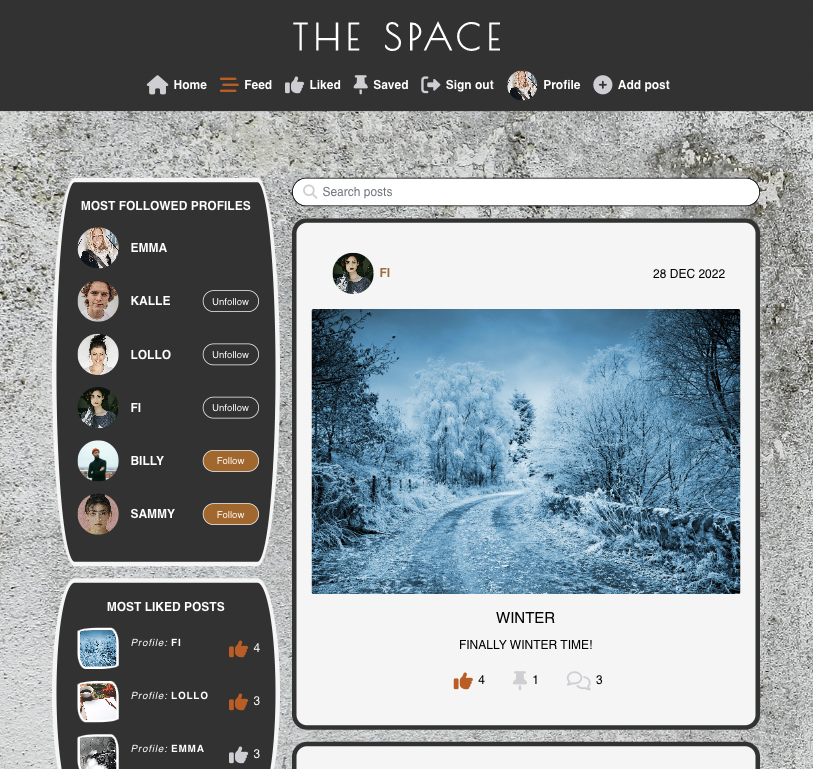 THE SPACE
Home Feed Liked Saved Sign out Profile Add post
MOST FOLLOWED PROFILES
EMMA
KALLE Unfollow
LOLLO Unfollow
FI Unfollow
BILLY Follow
SAMMY Follow
MOST LIKED POSTS
Profile: FI 4
Profile: LOLLO 3
Profile: EMMA 3
Search posts
FI 28 DEC 2022
WINTER
FINALLY WINTER TIME!
4 1 3